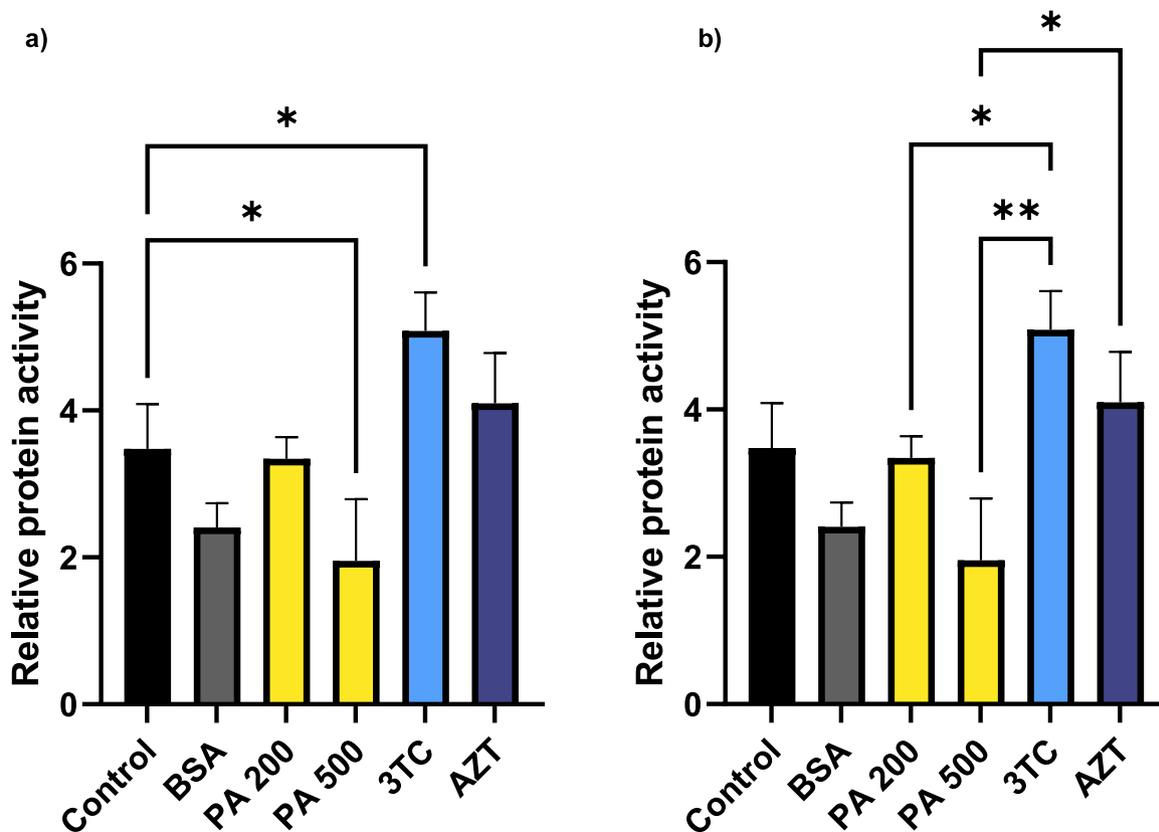 a)
*
*
Relative protein activity
6
4
2
0
Control
BSA
PA 200
PA 500
3TC
AZT
b)
*
*
**
Relative protein activity
6
4
2
0
Control
BSA
PA 200
PA 500
3TC
AZT